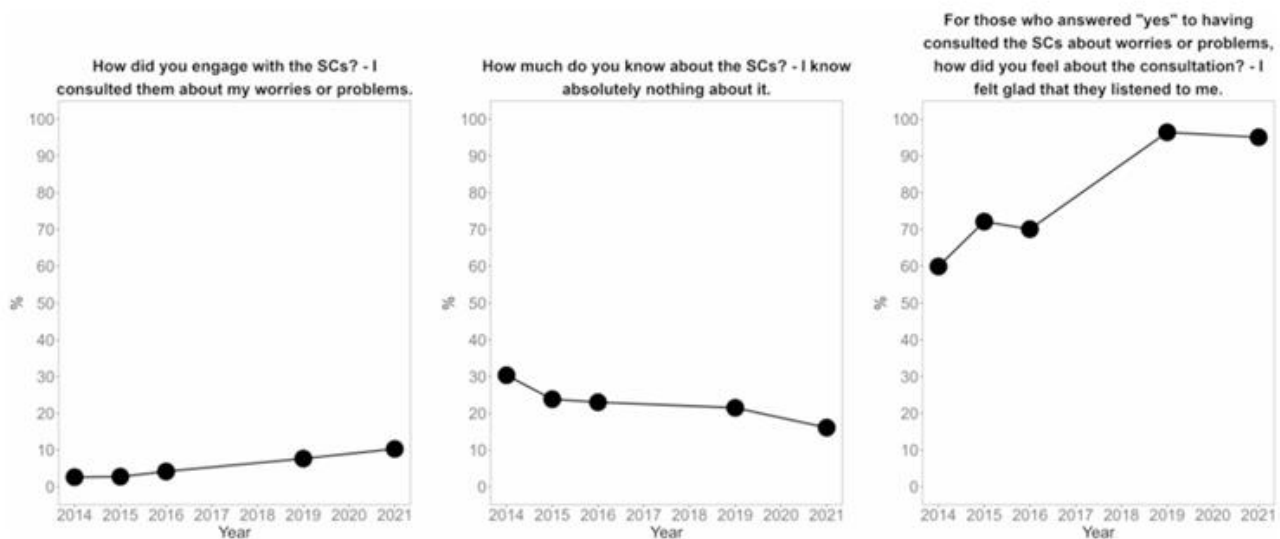 How did you engage with the SCs? - I
consulted them about my worries or problems.
100
90
80
70
60
50
40
30
20
10
0
%
2014 2015 2016 2017 2018 2019 2020 2021
Year
How much do you know about the SCs? - I know
absolutely nothing about it.
100
90
80
70
60
50
40
30
20
10
0
%
2014 2015 2016 2017 2018 2019 2020 2021
Year
For those who answered "yes" to having
consulted the SCs about worries or problems,
how did you feel about the consultation? - I
felt glad that they listened to me.
100
90
80
70
60
50
40
30
20
10
0
%
2014 2015 2016 2017 2018 2019 2020 2021
Year